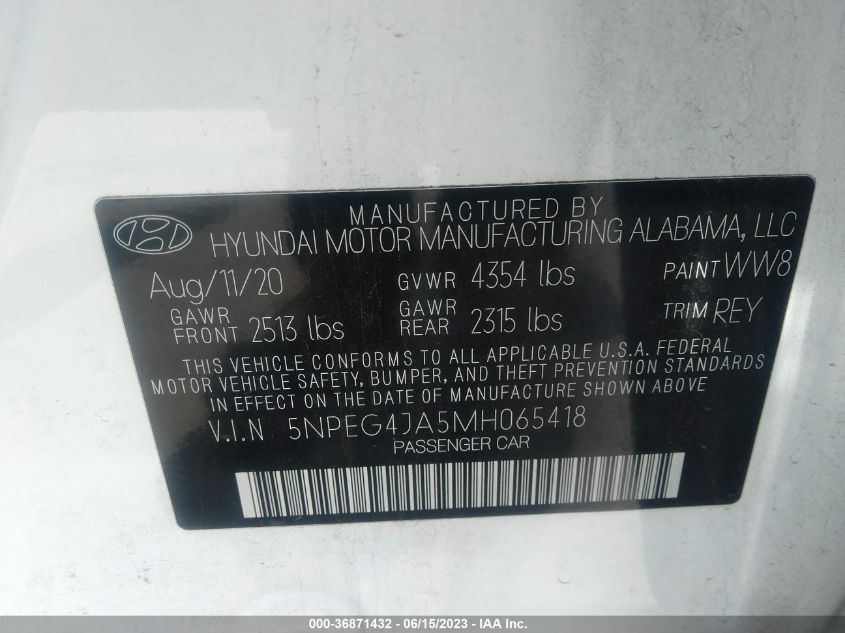 MANUFACTURED BY
HYUNDAI MOTOR MANUFACTURING ALABAMA, LLC
Aug/11/20 GVWR 4354 lbs PAINT WW8
GAWR FRONT 2513 lbs GAWR REAR 2315 lbs TRIM REY
THIS VEHICLE CONFORMS TO ALL APPLICABLE U.S.A. FEDERAL
MOTOR VEHICLE SAFETY, BUMPER, AND THEFT PREVENTION STANDARDS
IN EFFECT ON THE DATE OF MANUFACTURE SHOWN ABOVE
V.I.N 5NPEG4JA5MH065418
PASSENGER CAR
000-36871432 - 06/15/2023 - IAA Inc.